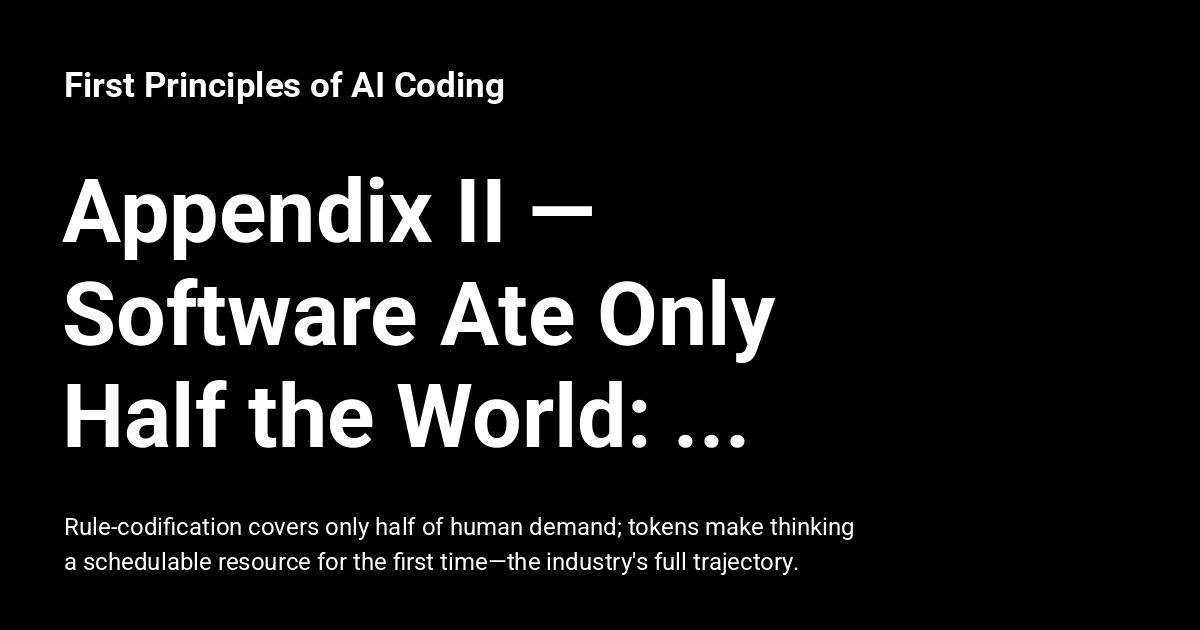 First Principles of AI Coding
Appendix II —
Software Ate Only
Half the World: ...
Rule-codification covers only half of human demand; tokens make thinking
a schedulable resource for the first time—the industry's full trajectory.